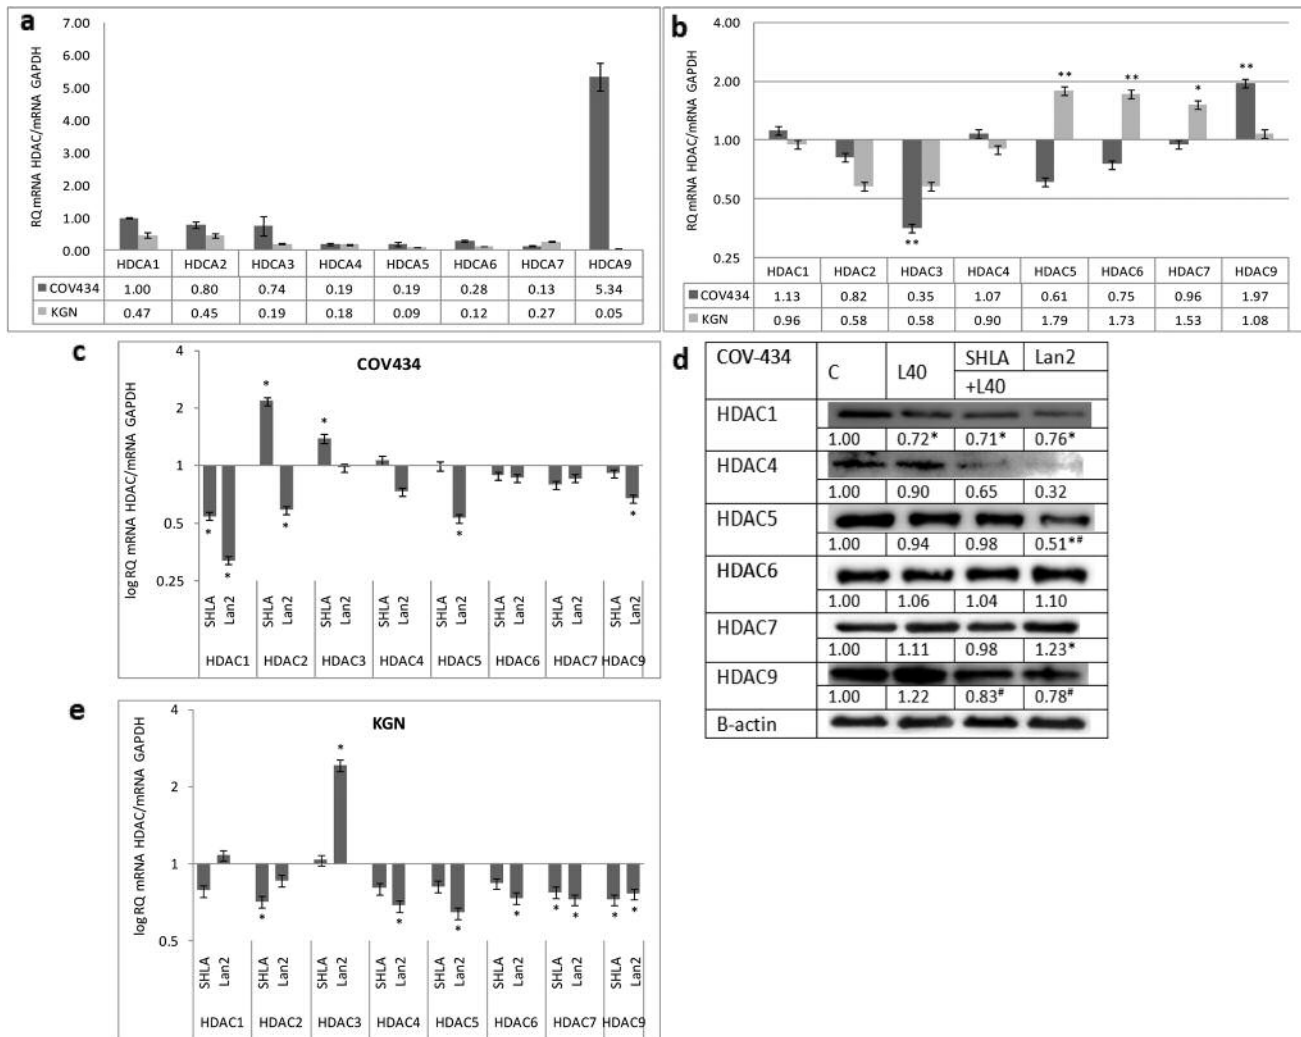 a
RQ mRNA HDAC/mRNA GAPDH
7.00
6.00
5.00
4.00
3.00
2.00
1.00
0.00
HDCA1 HDCA2 HDCA3 HDCA4 HDCA5 HDCA6 HDCA7 HDCA9
COV434 1.00 0.80 0.74 0.19 0.19 0.28 0.13 5.34
KGN 0.47 0.45 0.19 0.18 0.09 0.12 0.27 0.05
b
RQ mRNA HDAC/mRNA GAPDH
4.00
2.00
1.00
0.50
0.25
** ** ** * **
HDAC1 HDAC2 HDAC3 HDAC4 HDAC5 HDAC6 HDAC7 HDAC9
COV434 1.13 0.82 0.35 1.07 0.61 0.75 0.96 1.97
KGN 0.96 0.58 0.58 0.90 1.79 1.73 1.53 1.08
c
COV434
log RQ mRNA HDAC/mRNA GAPDH
4
2
1
0.5
0.25
* * * * * * *
SHLA Lan2 SHLA Lan2 SHLA Lan2 SHLA Lan2 SHLA Lan2 SHLA Lan2 SHLA Lan2 SHLA Lan2
HDAC1 HDAC2 HDAC3 HDAC4 HDAC5 HDAC6 HDAC7 HDAC9
d
COV-434 C L40 SHLA Lan2
+L40
HDAC1
1.00 0.72* 0.71* 0.76*
HDAC4
1.00 0.90 0.65 0.32
HDAC5
1.00 0.94 0.98 0.51*#
HDAC6
1.00 1.06 1.04 1.10
HDAC7
1.00 1.11 0.98 1.23*
HDAC9
1.00 1.22 0.83# 0.78#
B-actin
e
KGN
log RQ mRNA HDAC/mRNA GAPDH
4
2
1
0.5
* * * * * * * * *
SHLA Lan2 SHLA Lan2 SHLA Lan2 SHLA Lan2 SHLA Lan2 SHLA Lan2 SHLA Lan2 SHLA Lan2
HDAC1 HDAC2 HDAC3 HDAC4 HDAC5 HDAC6 HDAC7 HDAC9